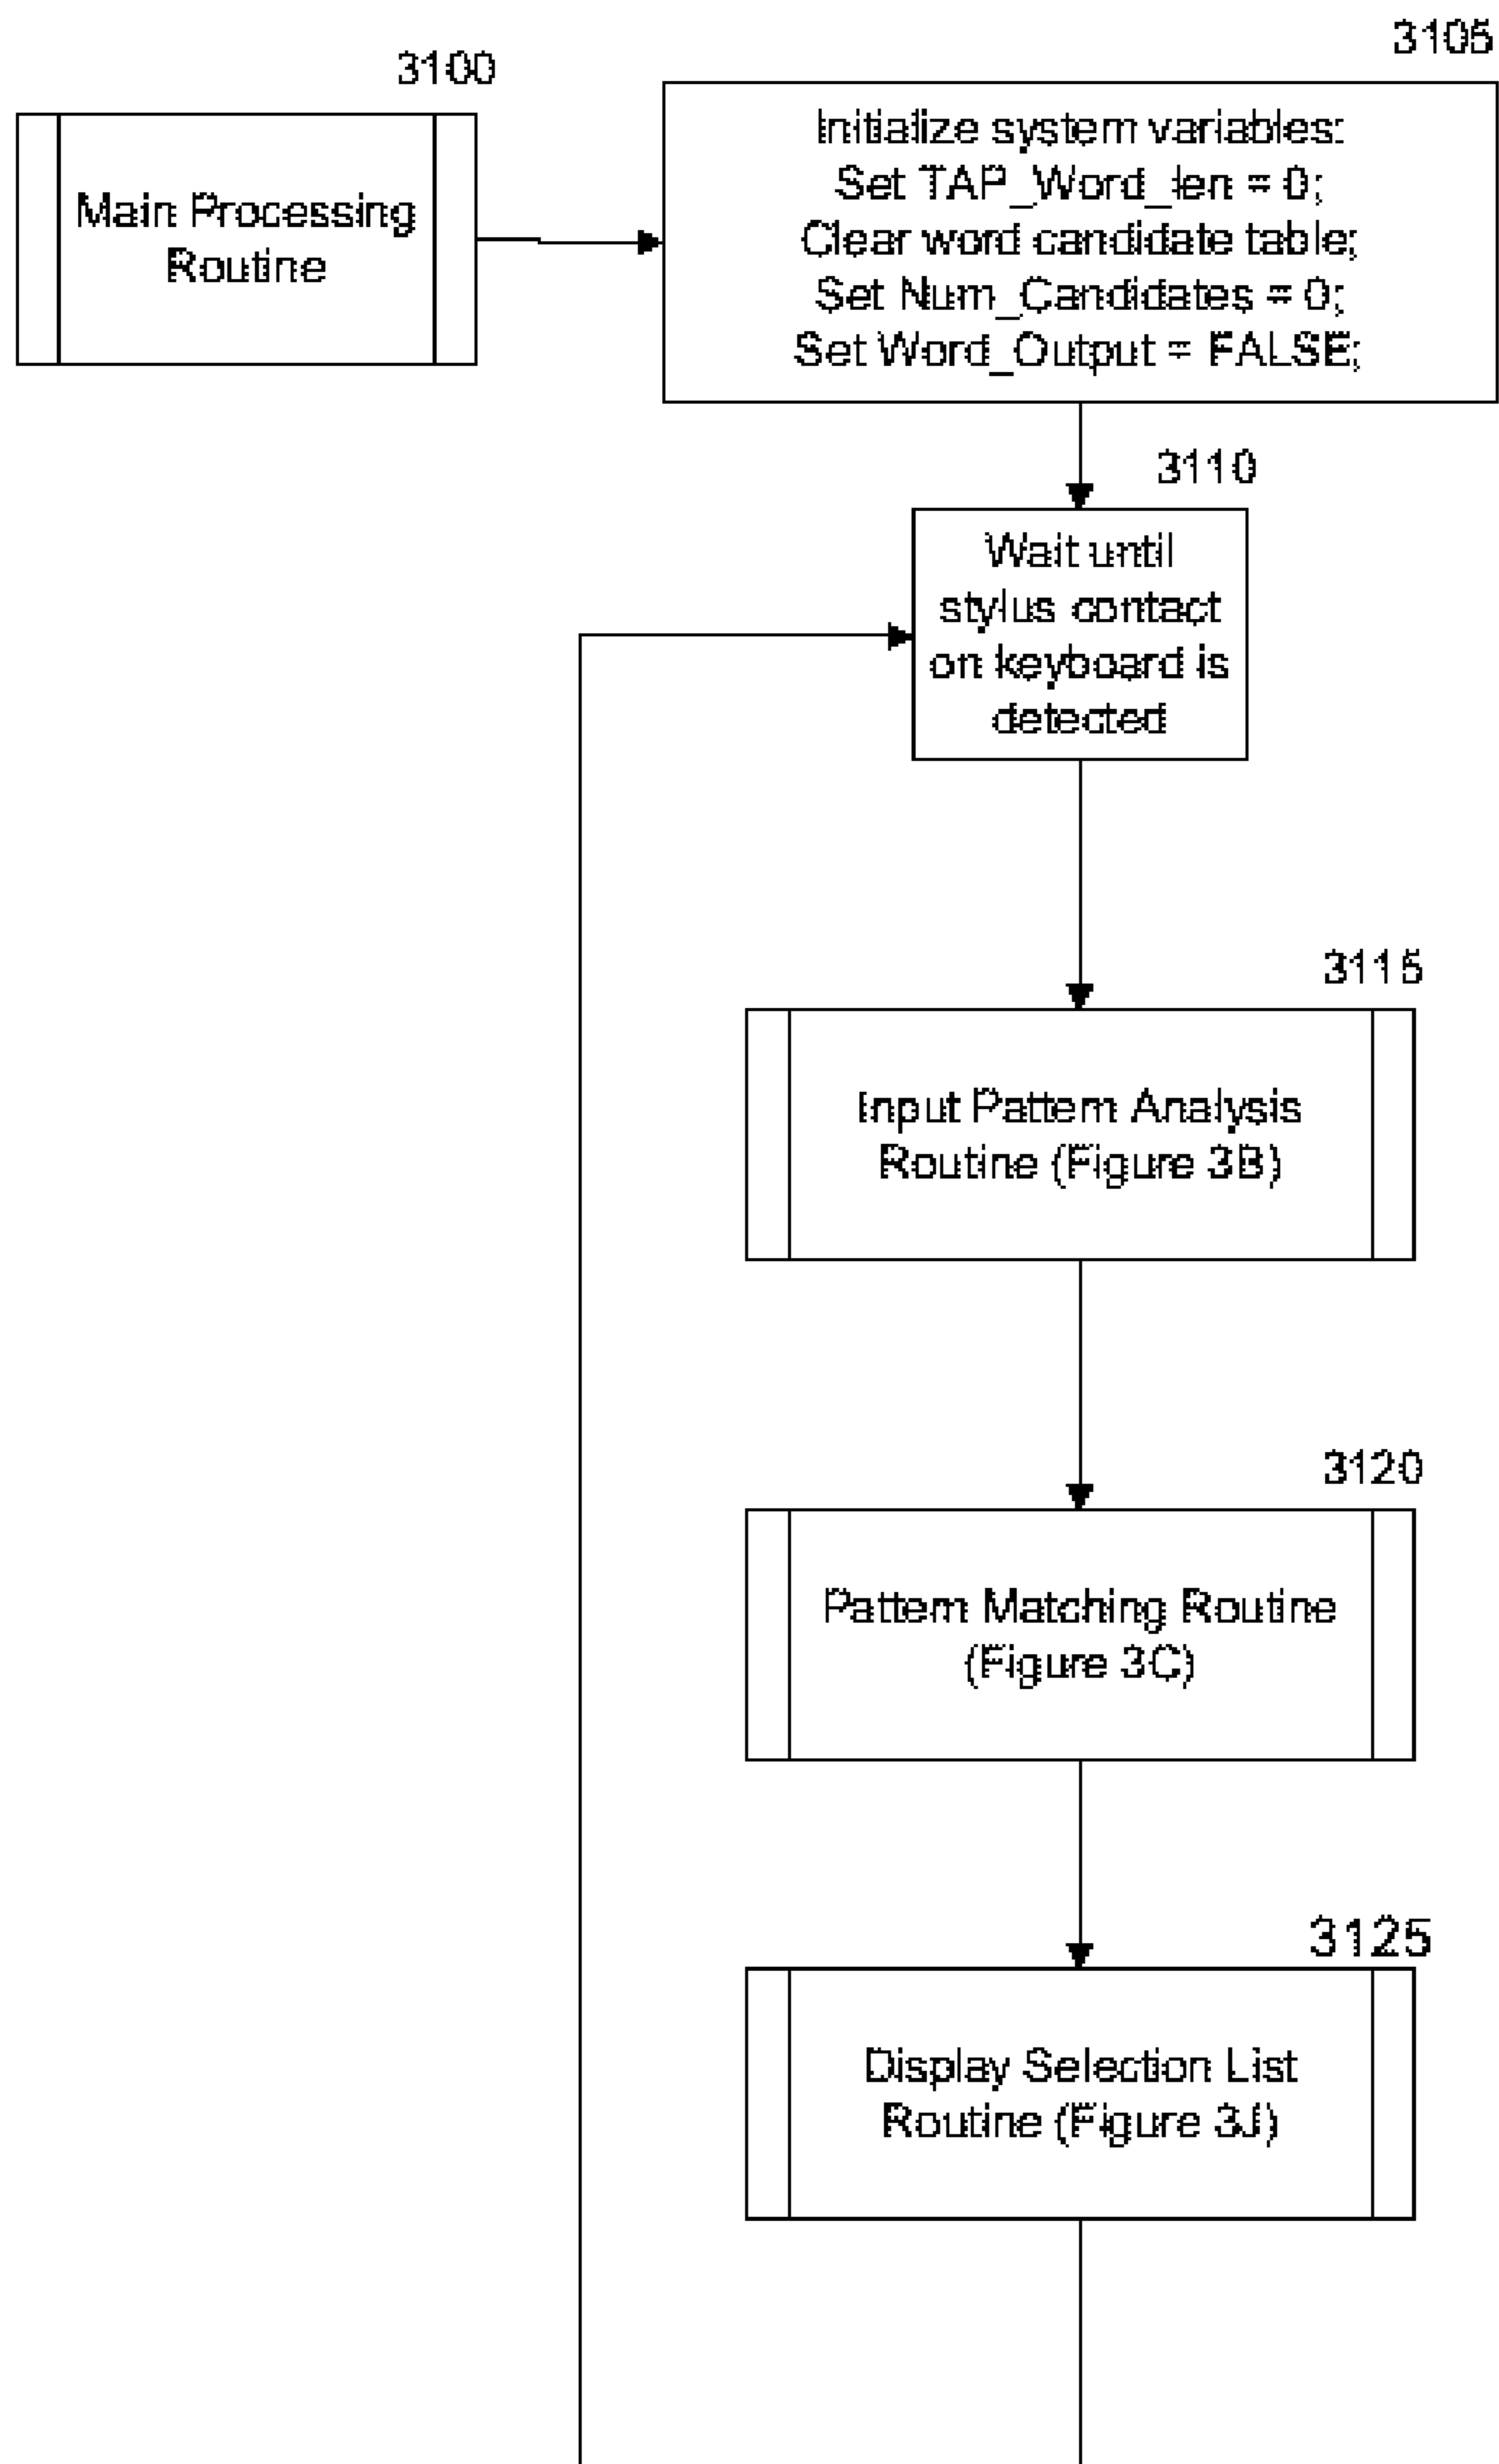 3100
Main Processing
Routine
3105
Initialize system variables:
Set TAP_Word_len = 0;
Clear word candidate table;
Set Num_Candidates = 0;
Set Word_Output = FALSE;
3110
Wait until
stylus contact
on keyboard is
detected
3115
Input Pattern Analysis
Routine (Figure 3B)
3120
Pattern Matching Routine
(Figure 3C)
3125
Display Selection List
Routine (Figure 3J)